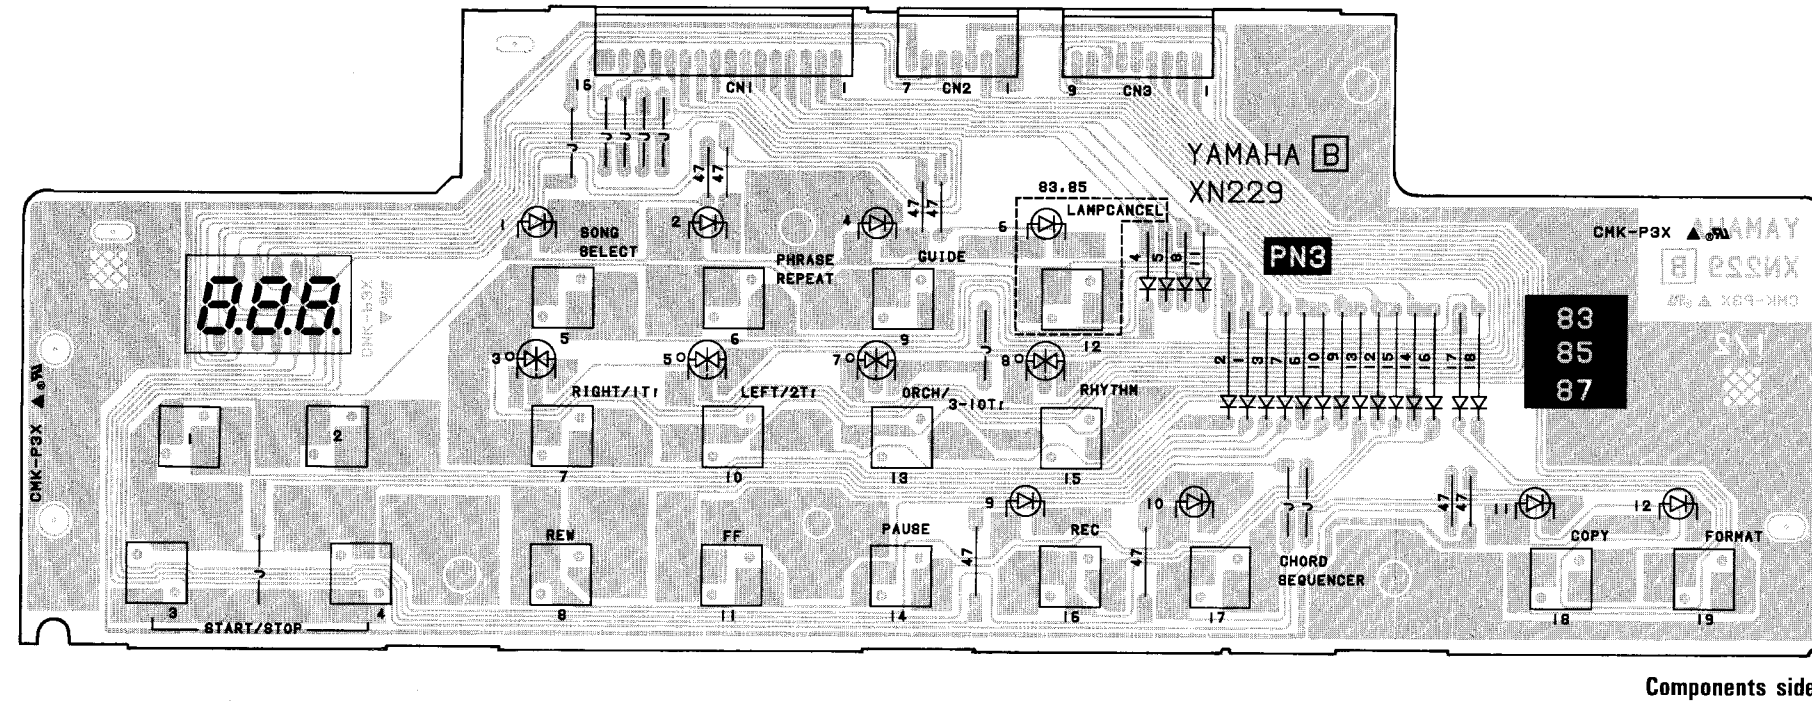 16 CN1 1 7 CN2 1 9 CN3 1
YAMAHA B
XN229
PN3
83.85
LAMPCANCEL
CMK-P3X
YAMAHA
B
XN229
CMK-P3X
1/2
47 47
47 47
1 2 4 6
SONG
SELECT
PHRASE
REPEAT
GUIDE
4 5 8 11
5 6 9 12
8.8.8.
CMK-P3X
83
85
87
3 5 7 8
2 1 3 7 6 10 9 13 12 15 14 16 17 18
RIGHT/1Tr
LEFT/2Tr
ORCH/
3-10Tr
RHYTHM
CMK-P3X
1 2
7 10 13 15
9 10 47 47 11 12
REW
FF
PAUSE
47
REC
47
CHORD
SEQUENCER
COPY
FORMAT
3 4 8 11 14 16 17 18 19
START/STOP
Components side